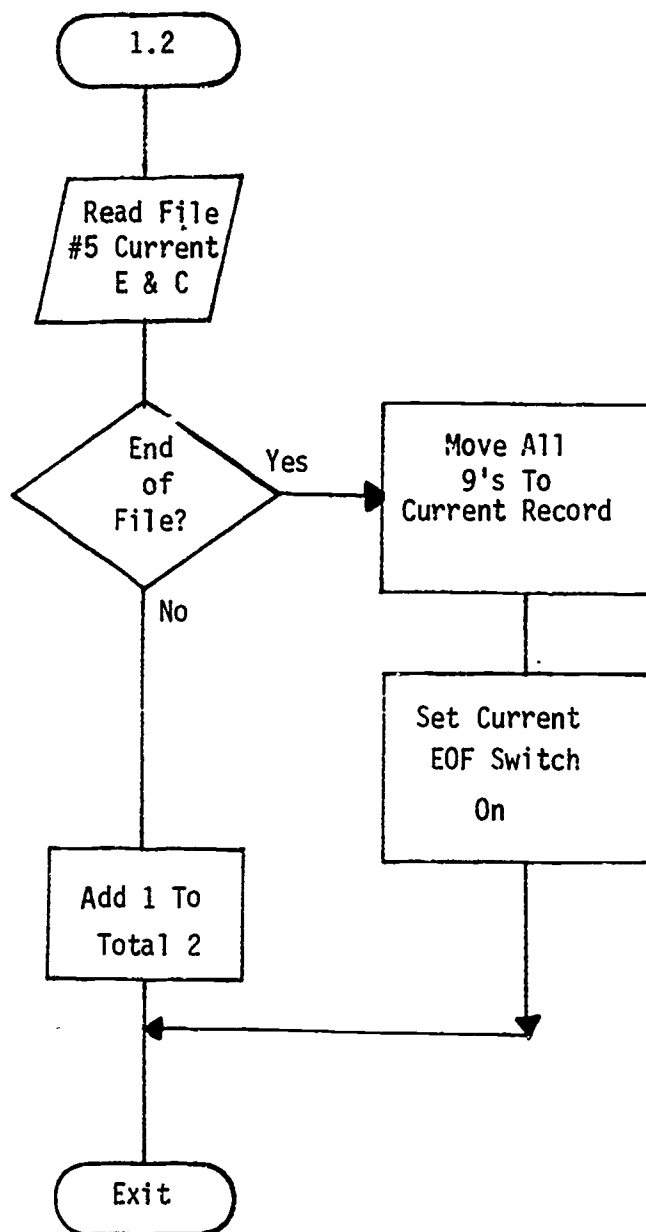 1.2
Read File
#5 Current
E & C
End
of
File?
Yes
No
Move All
9's To
Current Record
Set Current
EOF Switch
On
Add 1 To
Total 2
Exit